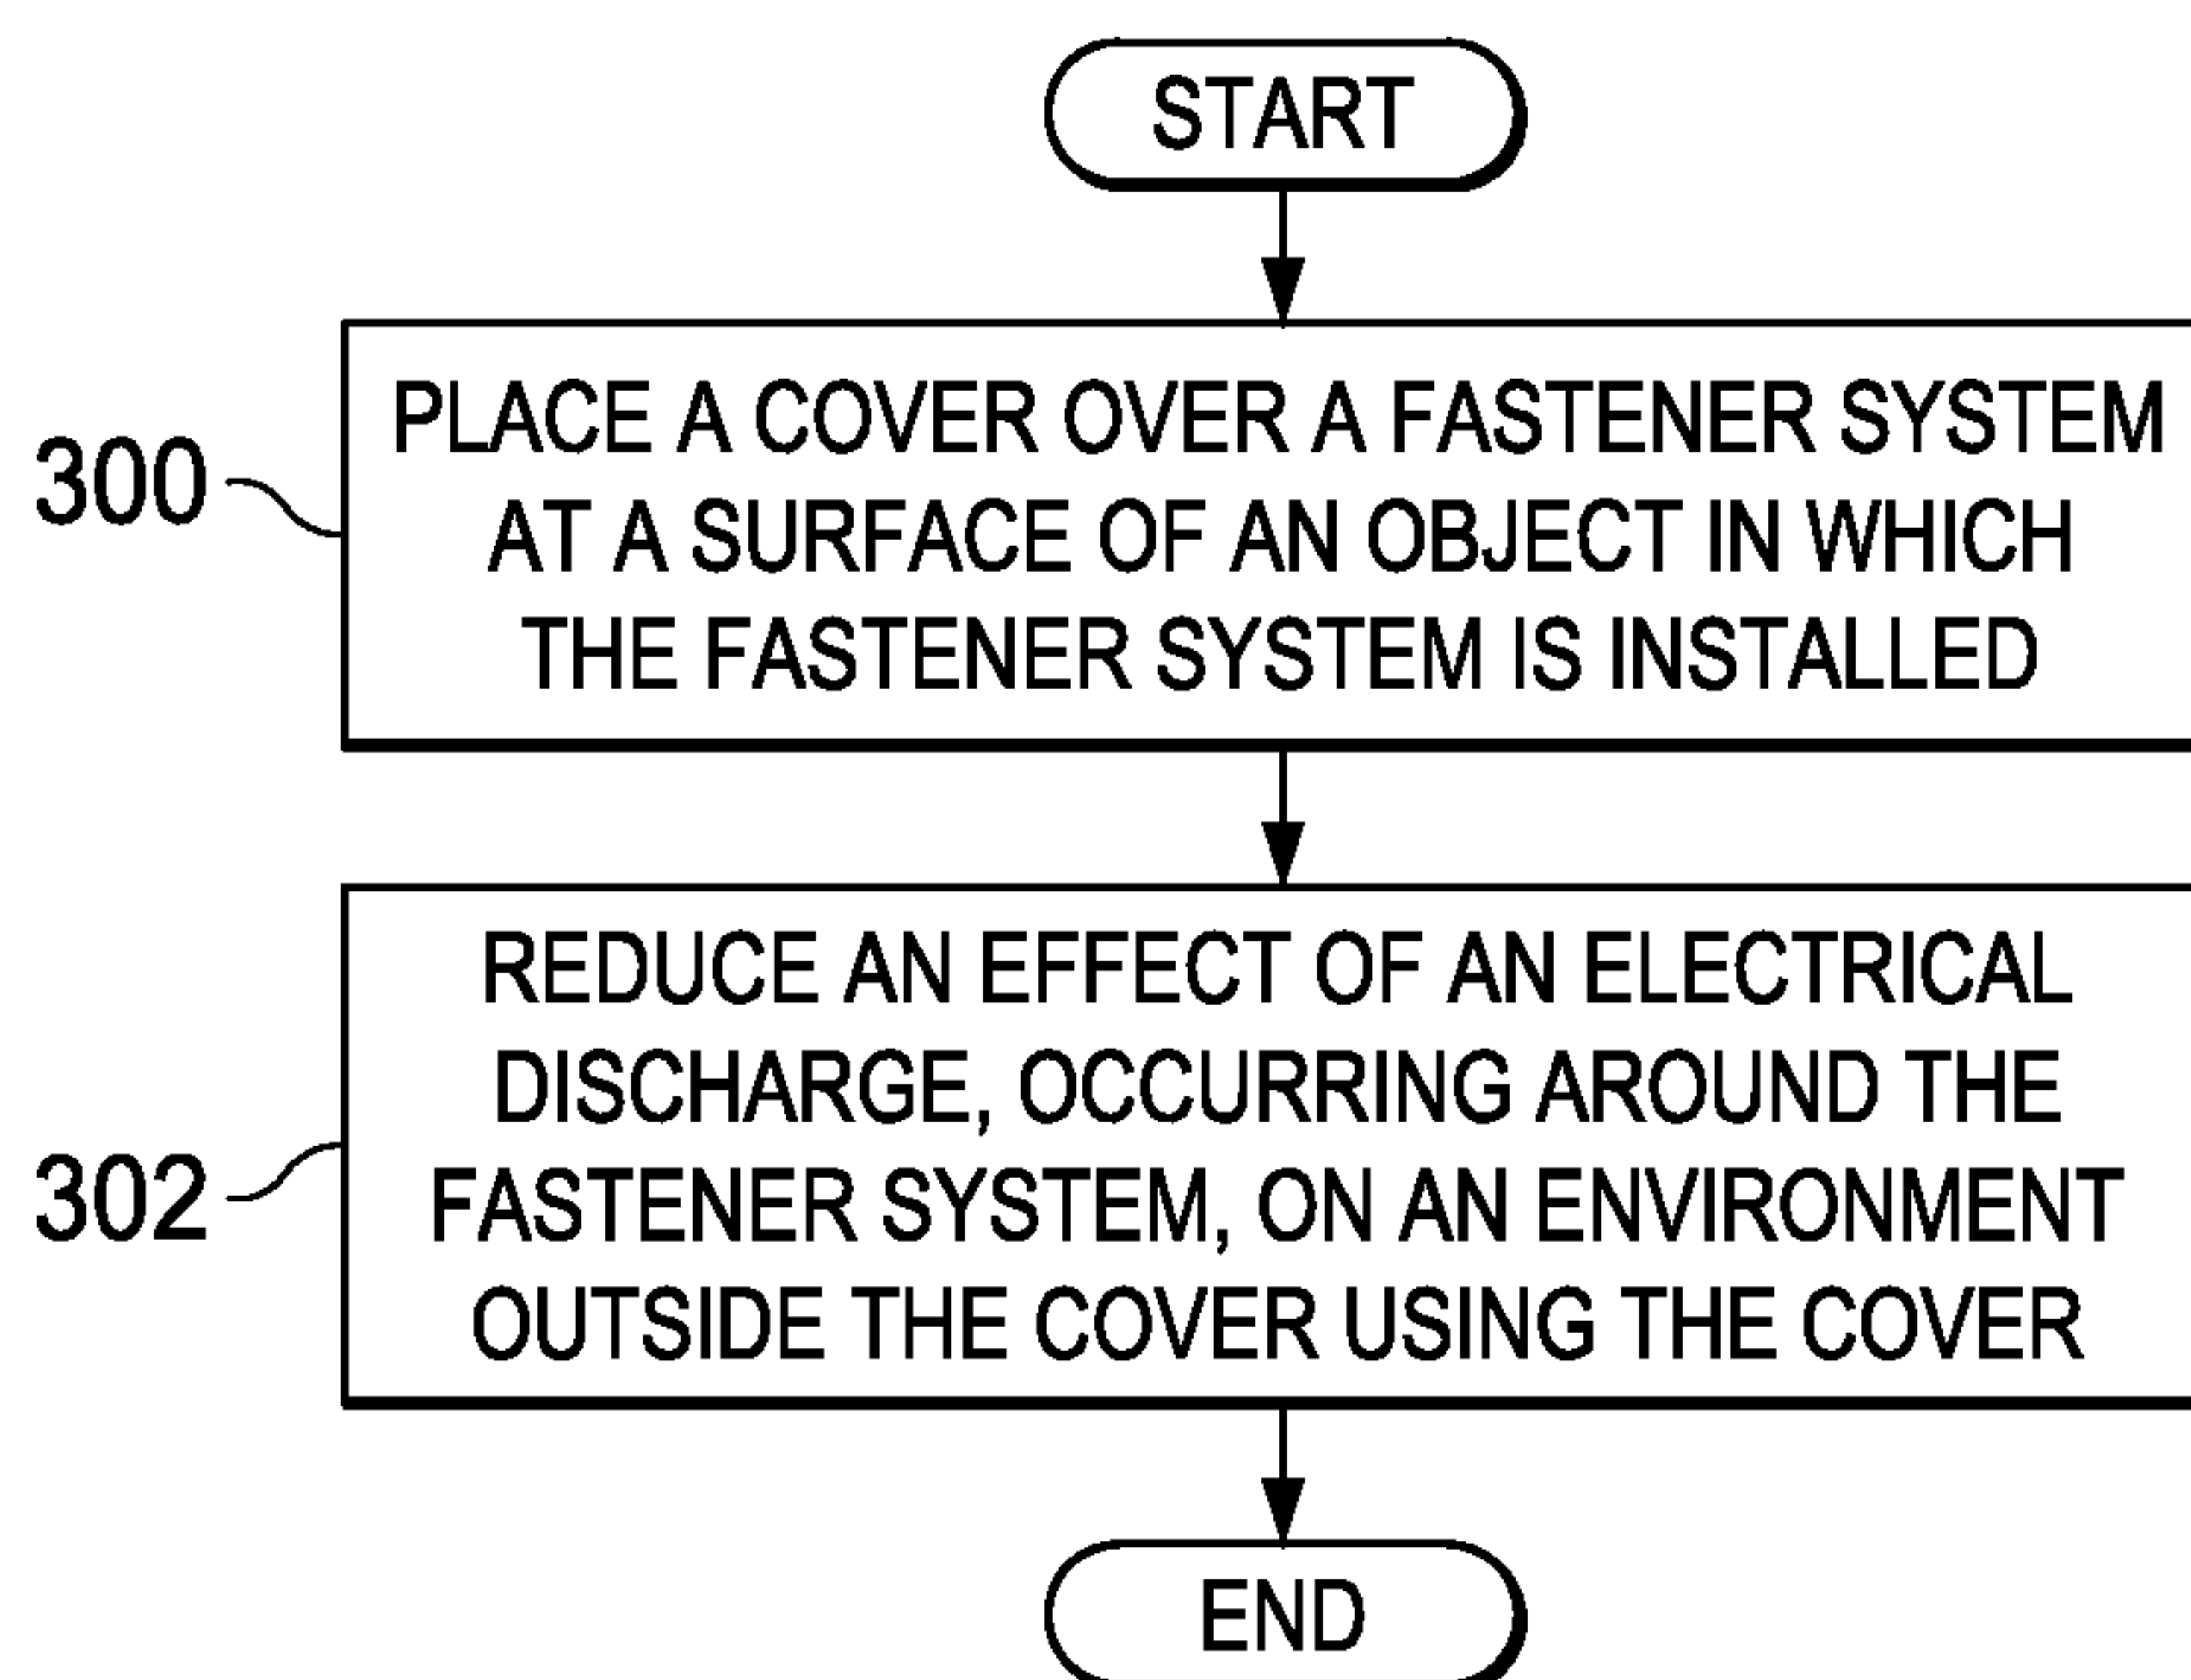 START
300
PLACE A COVER OVER A FASTENER SYSTEM
AT A SURFACE OF AN OBJECT IN WHICH
THE FASTENER SYSTEM IS INSTALLED
302
REDUCE AN EFFECT OF AN ELECTRICAL
DISCHARGE, OCCURRING AROUND THE
FASTENER SYSTEM, ON AN ENVIRONMENT
OUTSIDE THE COVER USING THE COVER
END